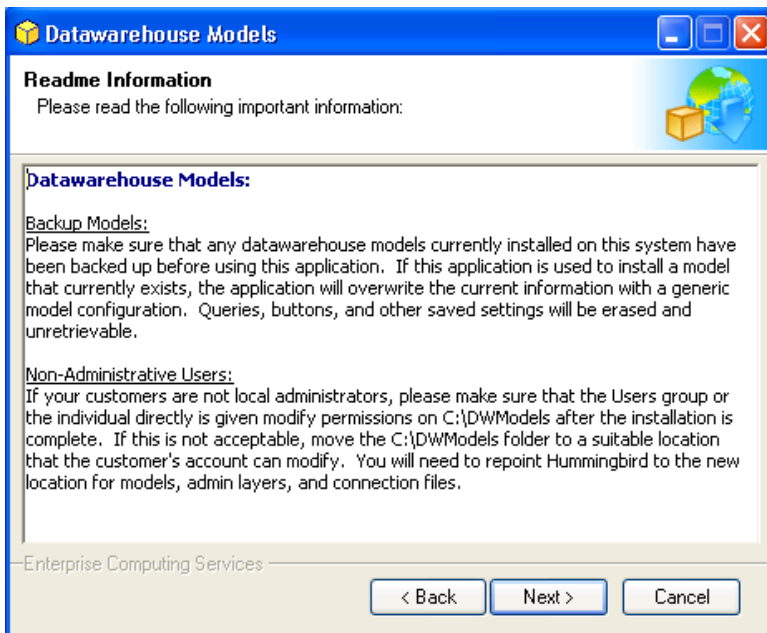 Datawarehouse Models
Readme Information
Please read the following important information:
Datawarehouse Models:
Backup Models:
Please make sure that any datawarehouse models currently installed on this system have
been backed up before using this application.  If this application is used to install a model
that currently exists, the application will overwrite the current information with a generic
model configuration.  Queries, buttons, and other saved settings will be erased and
unretrievable.
Non-Administrative Users:
If your customers are not local administrators, please make sure that the Users group or
the individual directly is given modify permissions on C:\DWModels after the installation is
complete.  If this is not acceptable, move the C:\DWModels folder to a suitable location
that the customer's account can modify.  You will need to repoint Hummingbird to the new
location for models, admin layers, and connection files.
Enterprise Computing Services
< Back Next > Cancel